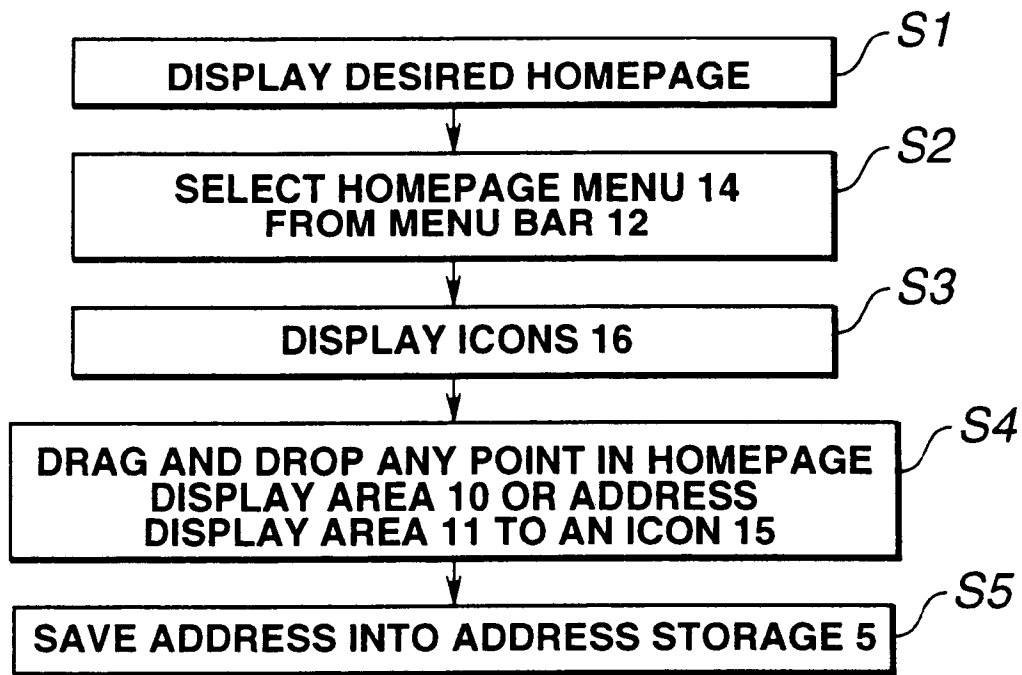 S1
DISPLAY DESIRED HOMEPAGE
S2
SELECT HOMEPAGE MENU 14
FROM MENU BAR 12
S3
DISPLAY ICONS 16
S4
DRAG AND DROP ANY POINT IN HOMEPAGE
DISPLAY AREA 10 OR ADDRESS
DISPLAY AREA 11 TO AN ICON 15
S5
SAVE ADDRESS INTO ADDRESS STORAGE 5